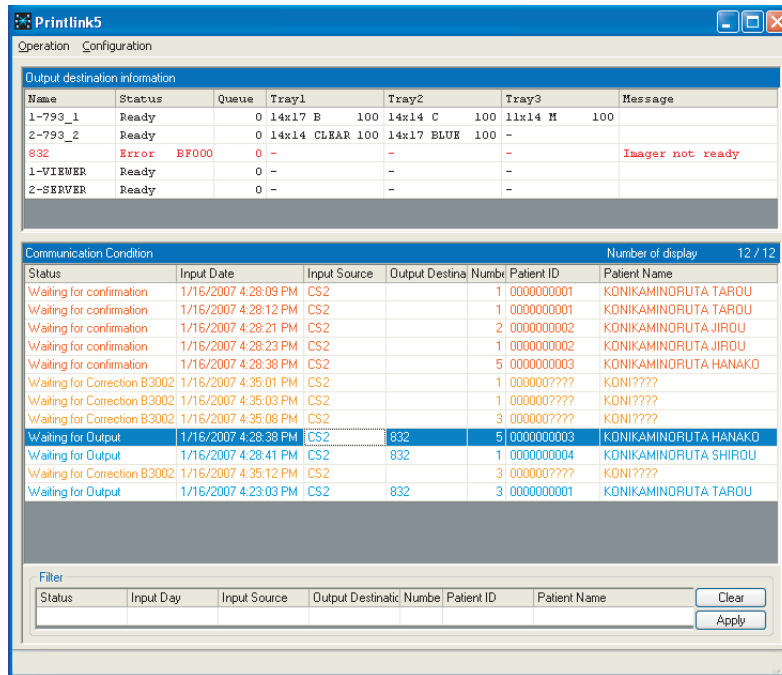 Printlink5
Operation Configuration
Output destination information
Name Status Queue Tray1 Tray2 Tray3 Message
1-793_1 Ready 0 14x17 B 100 14x14 C 100 11x14 M 100
2-793_2 Ready 0 14x14 CLEAR 100 14x17 BLUE 100 -
832 Error BF000 0 - - - Imager not ready
1-VIEWER Ready 0 - - -
2-SERVER Ready 0 - - -
Communication Condition Number of display 12 / 12
Status Input Date Input Source Output Destina Numbe Patient ID Patient Name
Waiting for confirmation 1/16/2007 4:28:09 PM CS2 1 0000000001 KONIKAMINORUTA TAROU
Waiting for confirmation 1/16/2007 4:28:12 PM CS2 1 0000000001 KONIKAMINORUTA TAROU
Waiting for confirmation 1/16/2007 4:28:21 PM CS2 2 0000000002 KONIKAMINORUTA JIROU
Waiting for confirmation 1/16/2007 4:28:23 PM CS2 1 0000000002 KONIKAMINORUTA JIROU
Waiting for confirmation 1/16/2007 4:28:38 PM CS2 5 0000000003 KONIKAMINORUTA HANAKO
Waiting for Correction B3002 1/16/2007 4:35:01 PM CS2 1 000000???? KONI????
Waiting for Correction B3002 1/16/2007 4:35:03 PM CS2 1 000000???? KONI????
Waiting for Correction B3002 1/16/2007 4:35:08 PM CS2 3 000000???? KONI????
Waiting for Output 1/16/2007 4:28:38 PM CS2 832 5 0000000003 KONIKAMINORUTA HANAKO
Waiting for Output 1/16/2007 4:28:41 PM CS2 832 1 0000000004 KONIKAMINORUTA SHIROU
Waiting for Correction B3002 1/16/2007 4:35:12 PM CS2 3 000000???? KONI????
Waiting for Output 1/16/2007 4:23:03 PM CS2 832 3 0000000001 KONIKAMINORUTA TAROU
Filter
Status Input Day Input Source Output Destinatic Numbe Patient ID Patient Name Clear
Apply